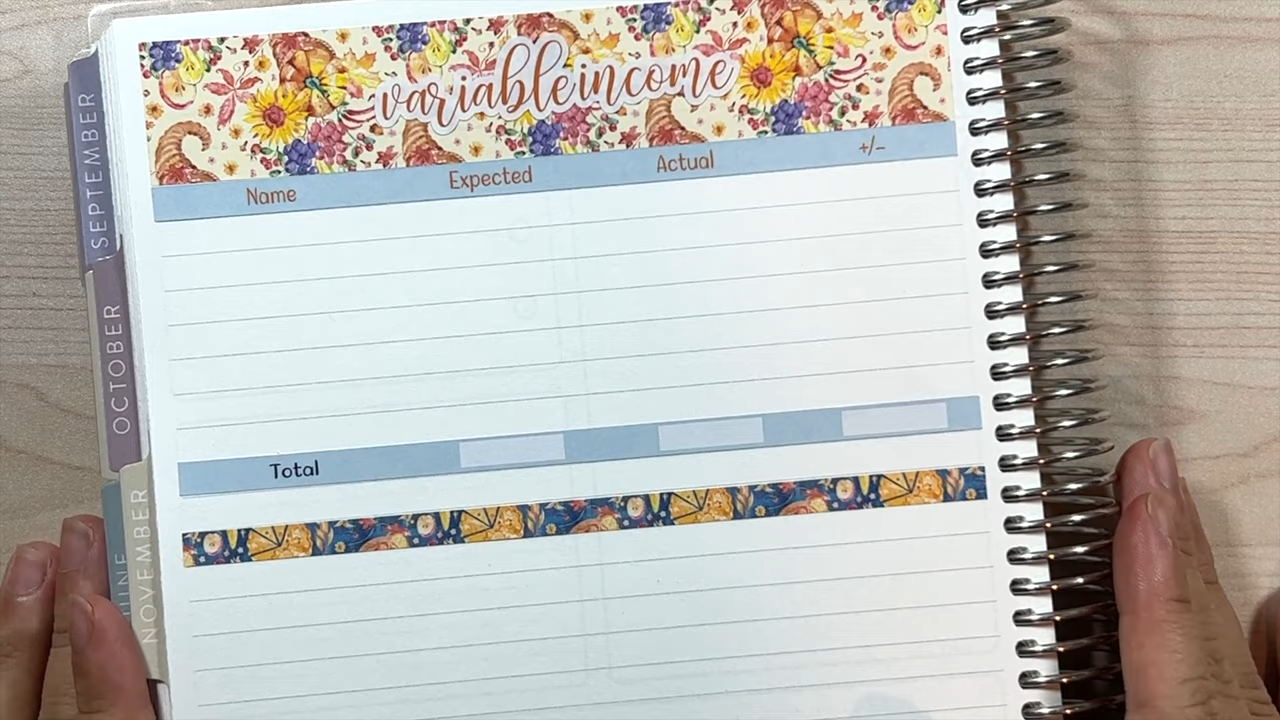 variableincome
Name Expected Actual +/-
Total
SEPTEMBER
OCTOBER
NOVEMBER